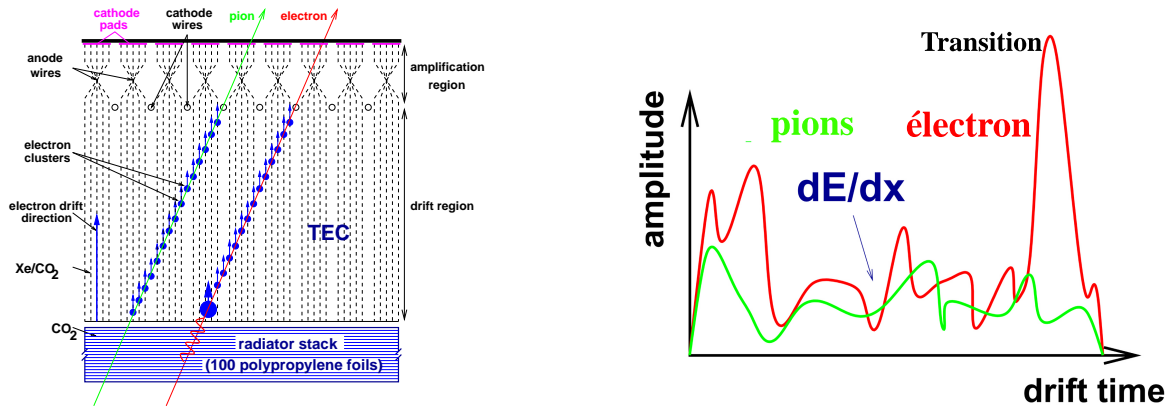 cathode
pads
cathode
wires
pion
electron
anode
wires
amplification
region
electron
clusters
electron drift
direction
drift region
TEC
Xe/CO2
CO2
radiator stack
(100 polypropylene foils)
Transition
pions
électron
dE/dx
amplitude
drift time